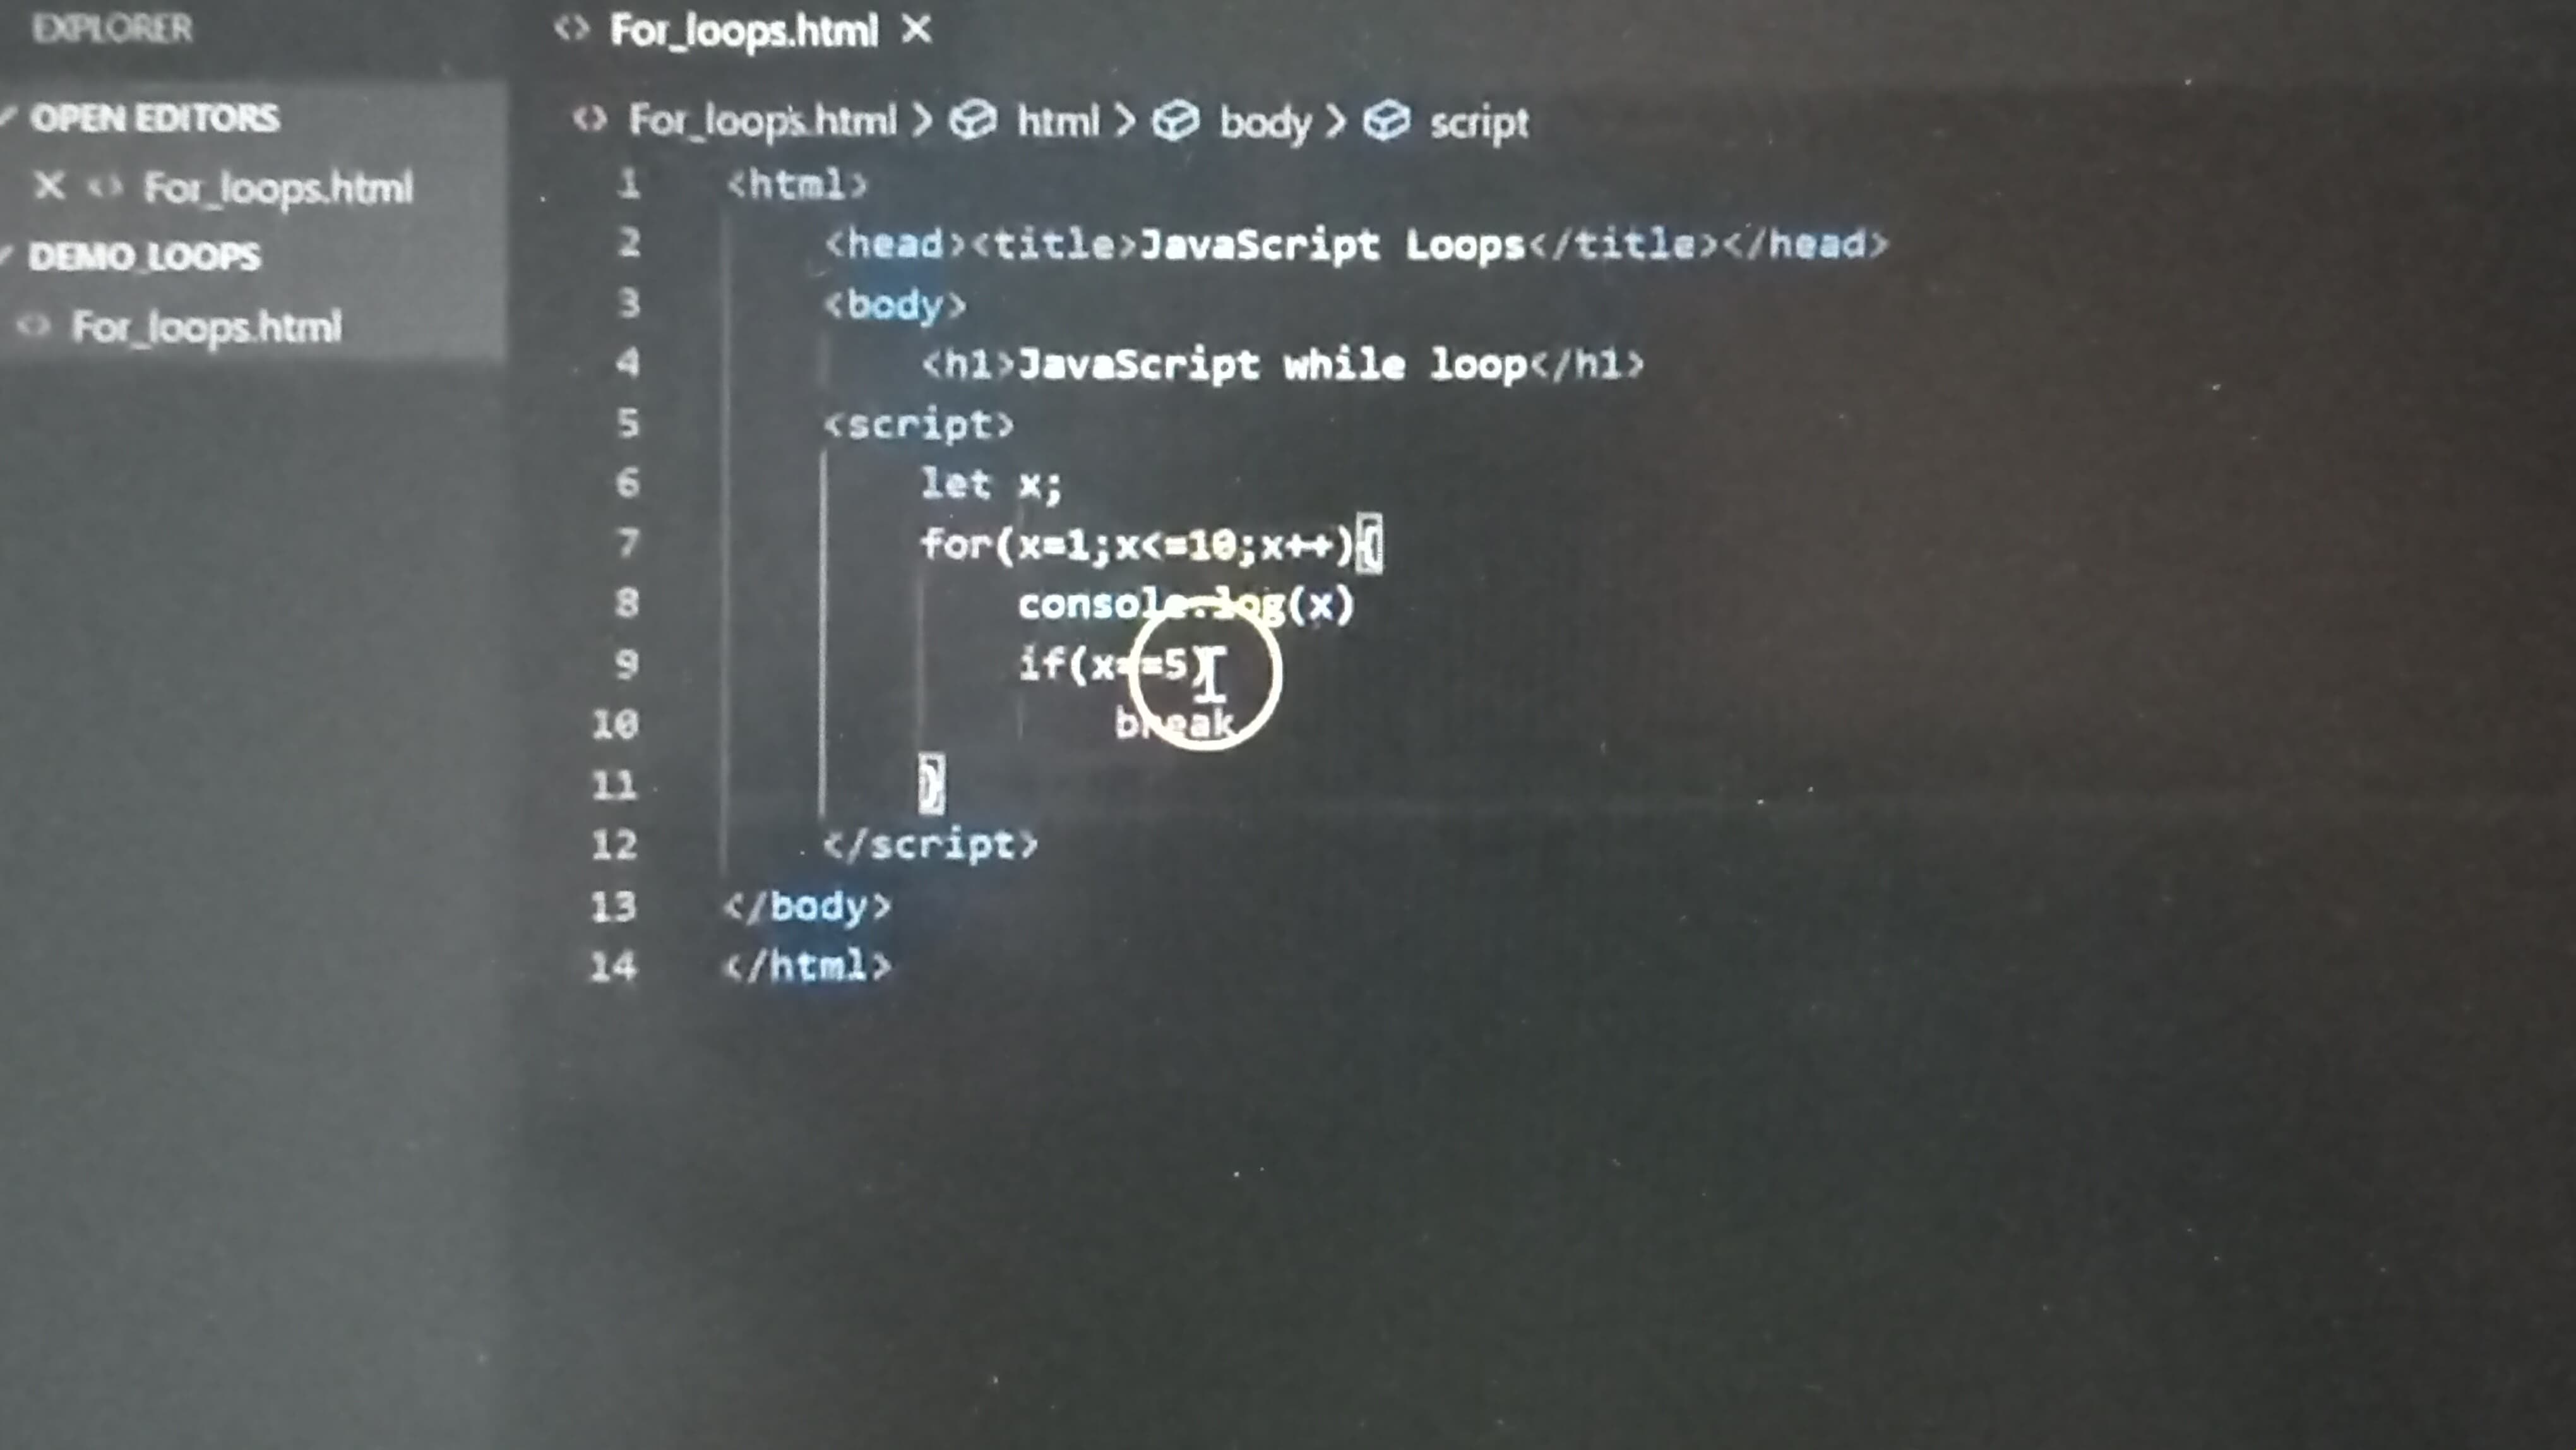 EXPLORER
OPEN EDITORS
For_loops.html
DEMO_LOOPS
For_loops.html
For_loops.html
For_loops.html > html > body > script
1 <html>
2 <head><title>JavaScript Loops</title></head>
3 <body>
4 <h1>JavaScript while loop</h1>
5 <script>
6 let x;
7 for(x=1;x<=10;x++){
8 console.log(x)
9 if(x==5)
10 break
11 }
12 </script>
13 </body>
14 </html>